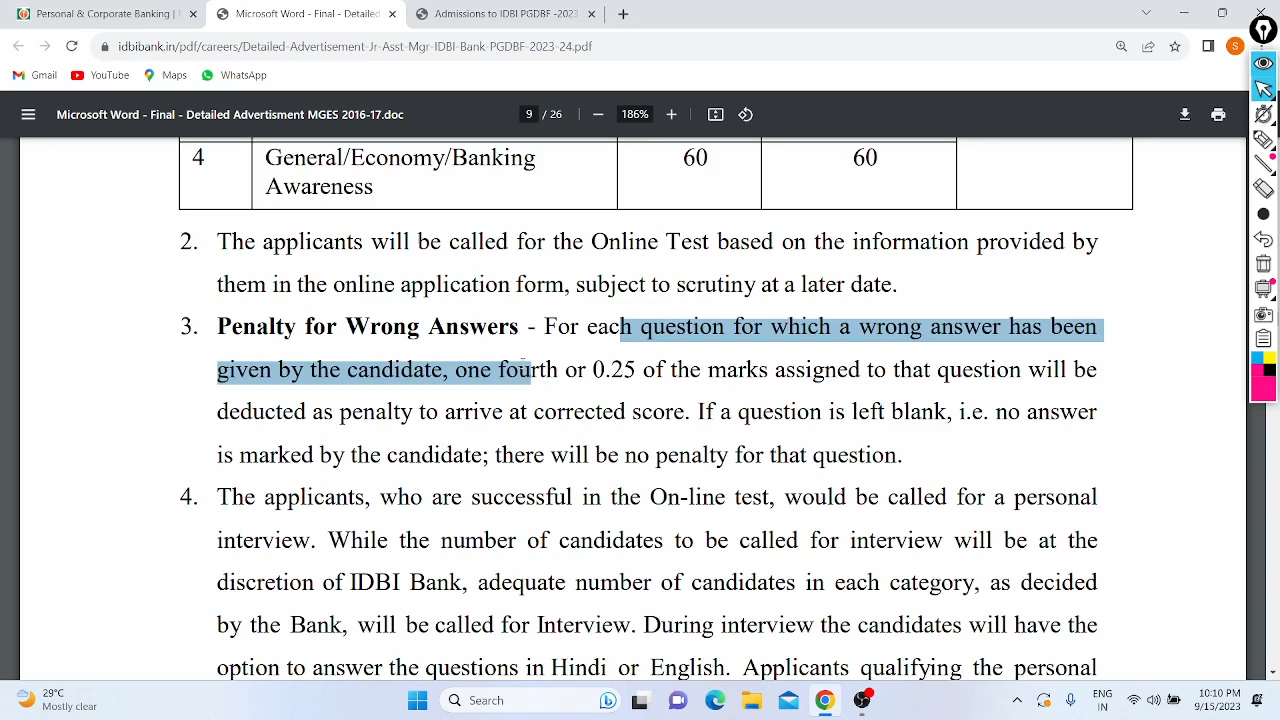 Personal & Corporate Banking |
Microsoft Word - Final - Detailed
Admissions to IDBI PGDBF -2023
idbibank.in/pdf/careers/Detailed-Advertisement-Jr-Asst-Mgr-IDBI-Bank-PGDBF-2023-24.pdf
S
Gmail
YouTube
Maps
WhatsApp
Microsoft Word - Final - Detailed Advertisment MGES 2016-17.doc
9 / 26
186%
4 General/Economy/Banking 60 60
Awareness
2. The applicants will be called for the Online Test based on the information provided by
them in the online application form, subject to scrutiny at a later date.
3. Penalty for Wrong Answers - For each question for which a wrong answer has been
given by the candidate, one fourth or 0.25 of the marks assigned to that question will be
deducted as penalty to arrive at corrected score. If a question is left blank, i.e. no answer
is marked by the candidate; there will be no penalty for that question.
4. The applicants, who are successful in the On-line test, would be called for a personal
interview. While the number of candidates to be called for interview will be at the
discretion of IDBI Bank, adequate number of candidates in each category, as decided
by the Bank, will be called for Interview. During interview the candidates will have the
option to answer the questions in Hindi or English. Applicants qualifying the personal
29°C
Mostly clear
Search
ENG
IN
10:10 PM
9/15/2023